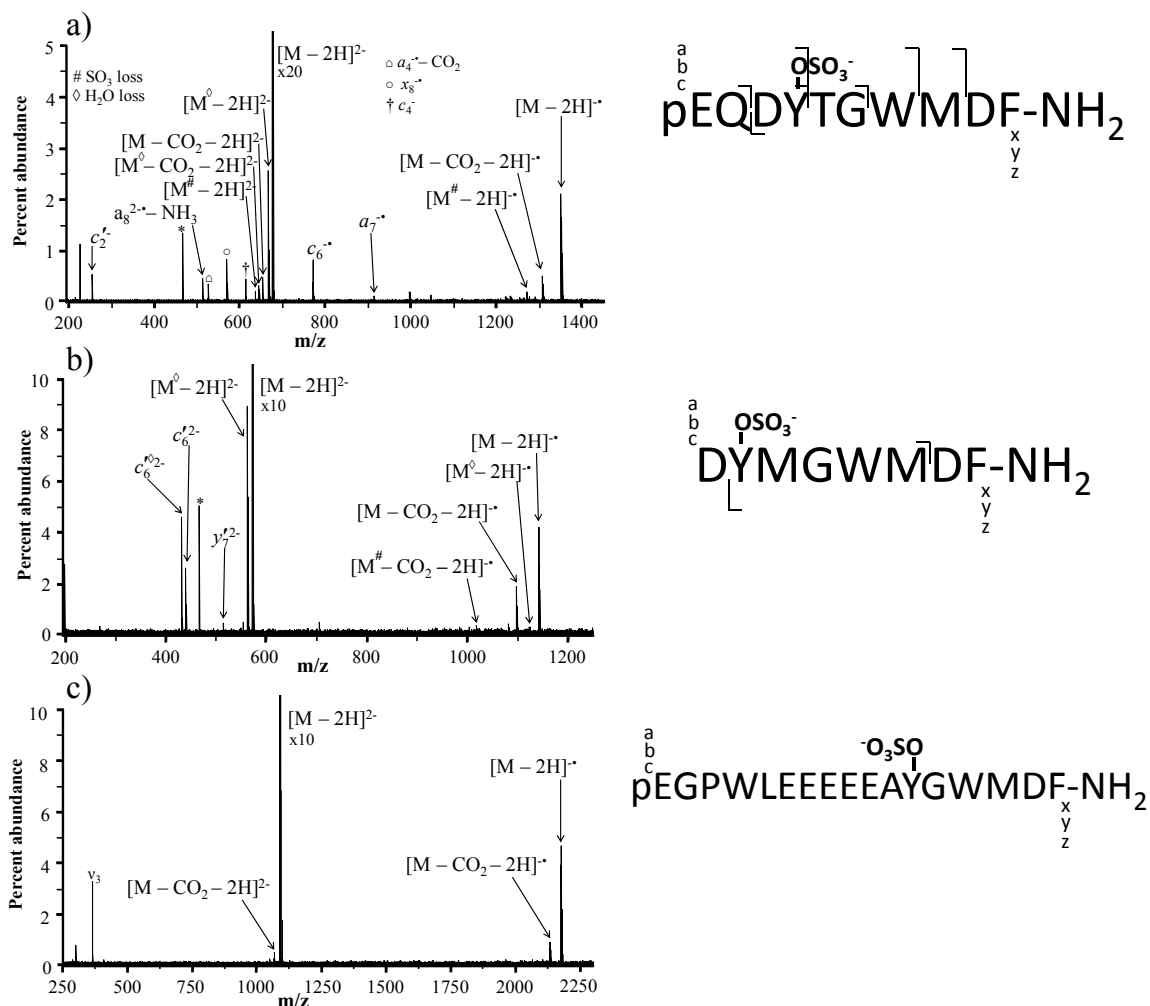 a)
5
4
3
2
1
0
Percent abundance
# SO₃ loss
◊ H₂O loss
[M – 2H]²⁻
x20
⌂ a₄⁻• – CO₂
○ x₈⁻•
† c₄⁻
[M◊ – 2H]²⁻
[M – CO₂ – 2H]²⁻
[M◊ – CO₂ – 2H]²⁻
[M# – 2H]²⁻
a₈²⁻• – NH₃
c₂′⁻
*
⌂
○
†
c₆⁻•
a₇⁻•
[M# – 2H]⁻•
[M – CO₂ – 2H]⁻•
[M – 2H]⁻•
200 400 600 800 1000 1200 1400
m/z
a
b
c
OSO₃⁻
pEQDYTGWMDF-NH₂
x
y
z
b)
10
8
6
4
2
0
Percent abundance
[M◊ – 2H]²⁻
[M – 2H]²⁻
x10
c₆′²⁻
c₆′◊²⁻
*
y₇′²⁻
[M – 2H]⁻•
[M◊ – 2H]⁻•
[M – CO₂ – 2H]⁻•
[M# – CO₂ – 2H]⁻•
200 400 600 800 1000 1200
m/z
a
b
c
OSO₃⁻
DYMGWMDF-NH₂
x
y
z
c)
10
8
6
4
2
0
Percent abundance
[M – 2H]²⁻
x10
ν₃
[M – CO₂ – 2H]²⁻
[M – 2H]⁻•
[M – CO₂ – 2H]⁻•
250 500 750 1000 1250 1500 1750 2000 2250
m/z
a
b
c
⁻O₃SO
pEGPWLEEEEEAYGWMDF-NH₂
x
y
z